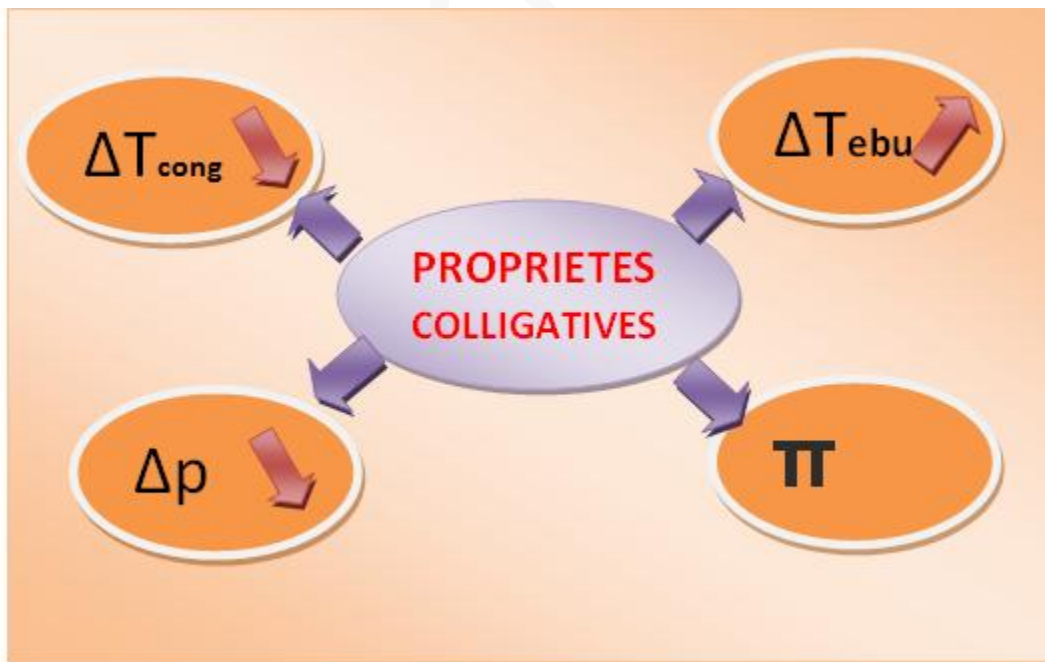 ΔTcong
ΔTebu
PROPRIETES
COLLIGATIVES
Δp
π